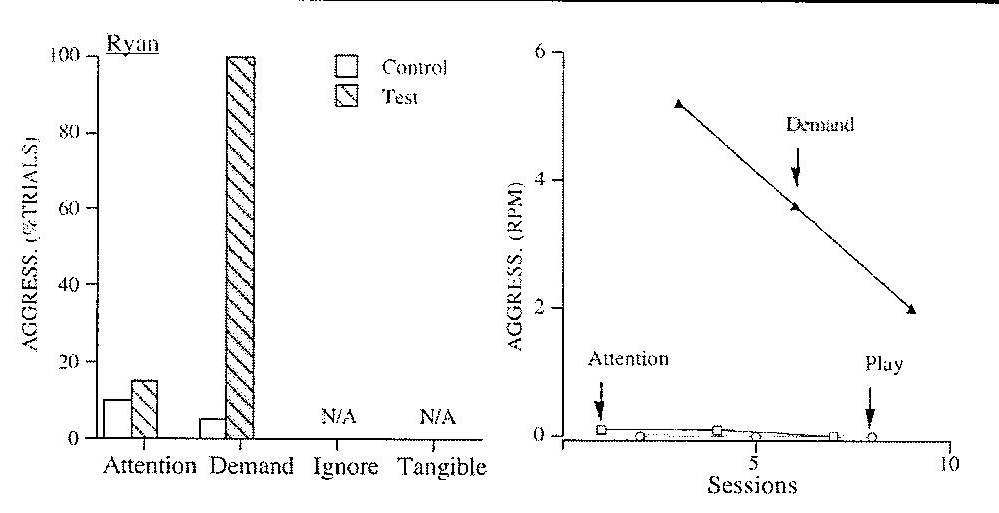 Ryan
Control
Test
AGGRESS. (%TRIALS)
100
80
60
40
20
0
N/A
N/A
Attention
Demand
Ignore
Tangible
AGGRESS. (RPM)
6
4
2
0
Demand
Attention
Play
5
10
Sessions